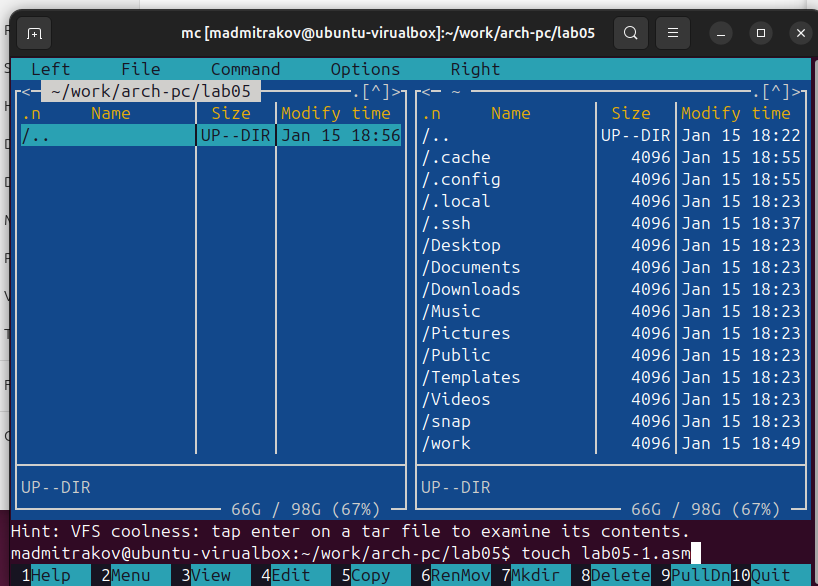 mc [madmitrakov@ubuntu-virualbox]:~/work/arch-pc/lab05
Left File Command Options Right
<- ~/work/arch-pc/lab05 .[^]>
.n Name Size Modify time
/.. UP--DIR Jan 15 18:56
UP--DIR
66G / 98G (67%)
<- ~ .[^]>
.n Name Size Modify time
/.. UP--DIR Jan 15 18:22
/.cache 4096 Jan 15 18:55
/.config 4096 Jan 15 18:55
/.local 4096 Jan 15 18:23
/.ssh 4096 Jan 15 18:37
/Desktop 4096 Jan 15 18:23
/Documents 4096 Jan 15 18:23
/Downloads 4096 Jan 15 18:23
/Music 4096 Jan 15 18:23
/Pictures 4096 Jan 15 18:23
/Public 4096 Jan 15 18:23
/Templates 4096 Jan 15 18:23
/Videos 4096 Jan 15 18:23
/snap 4096 Jan 15 18:23
/work 4096 Jan 15 18:49
UP--DIR
66G / 98G (67%)
Hint: VFS coolness: tap enter on a tar file to examine its contents.
madmitrakov@ubuntu-virualbox:~/work/arch-pc/lab05$ touch lab05-1.asm
1Help 2Menu 3View 4Edit 5Copy 6RenMov 7Mkdir 8Delete 9PullDn 10Quit